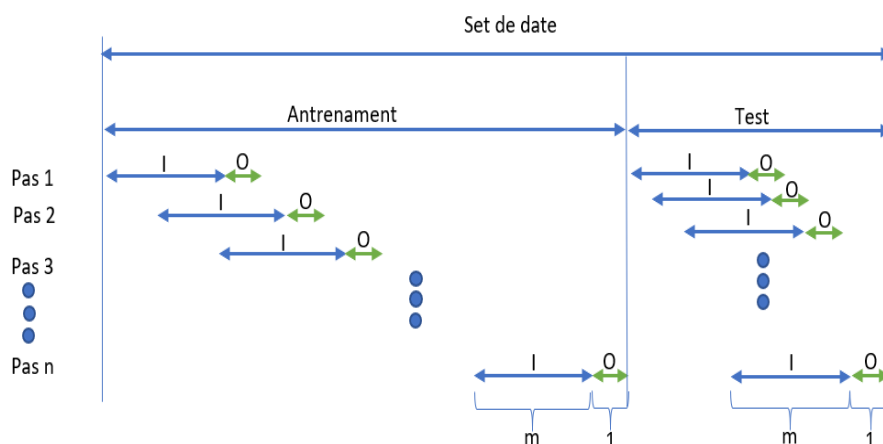 Set de date
Antrenament
Test
Pas 1
I
O
I
O
Pas 2
I
O
I
O
Pas 3
I
O
I
O
Pas n
I
O
I
O
m
1
m
1